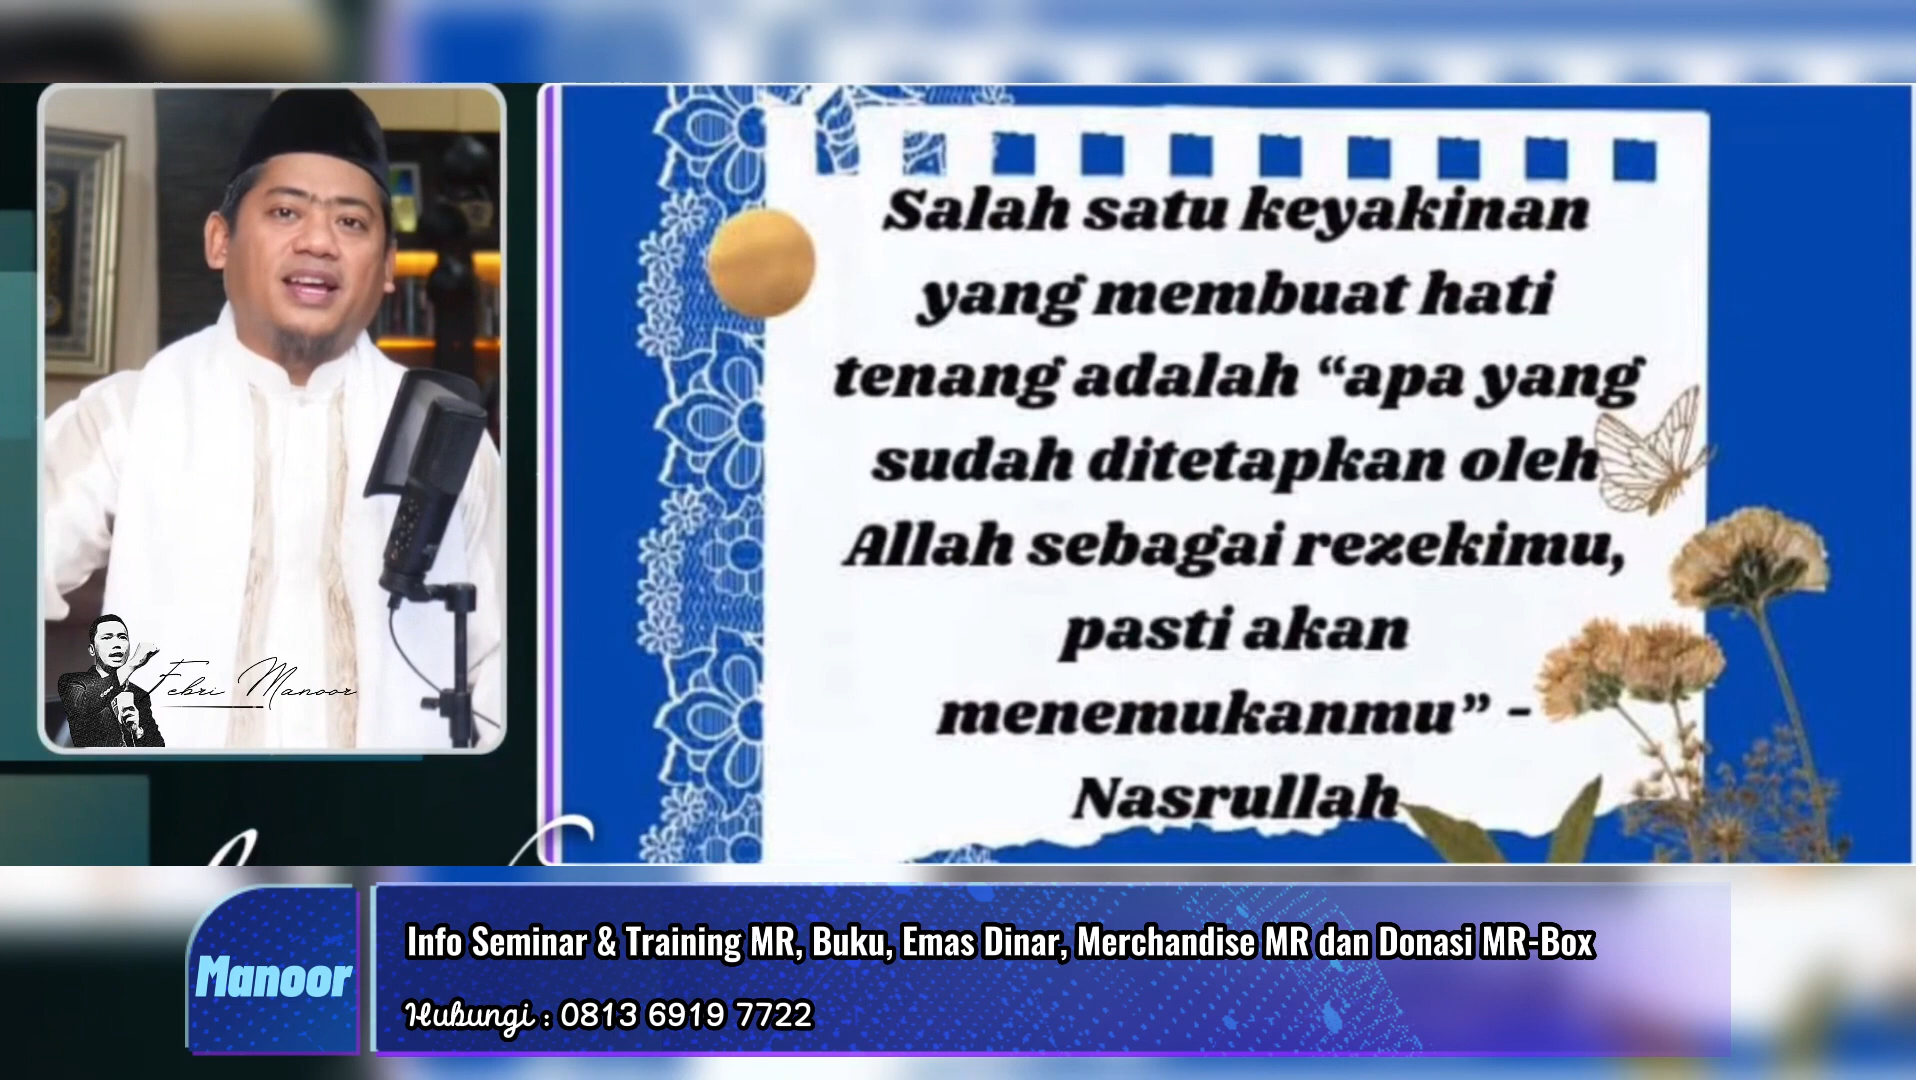 Salah satu keyakinan
yang membuat hati
tenang adalah “apa yang
sudah ditetapkan oleh
Allah sebagai rezekimu,
pasti akan
menemukanmu” -
Nasrullah
Febri Manoor
Manoor
Info Seminar & Training MR, Buku, Emas Dinar, Merchandise MR dan Donasi MR-Box
Hubungi : 0813 6919 7722